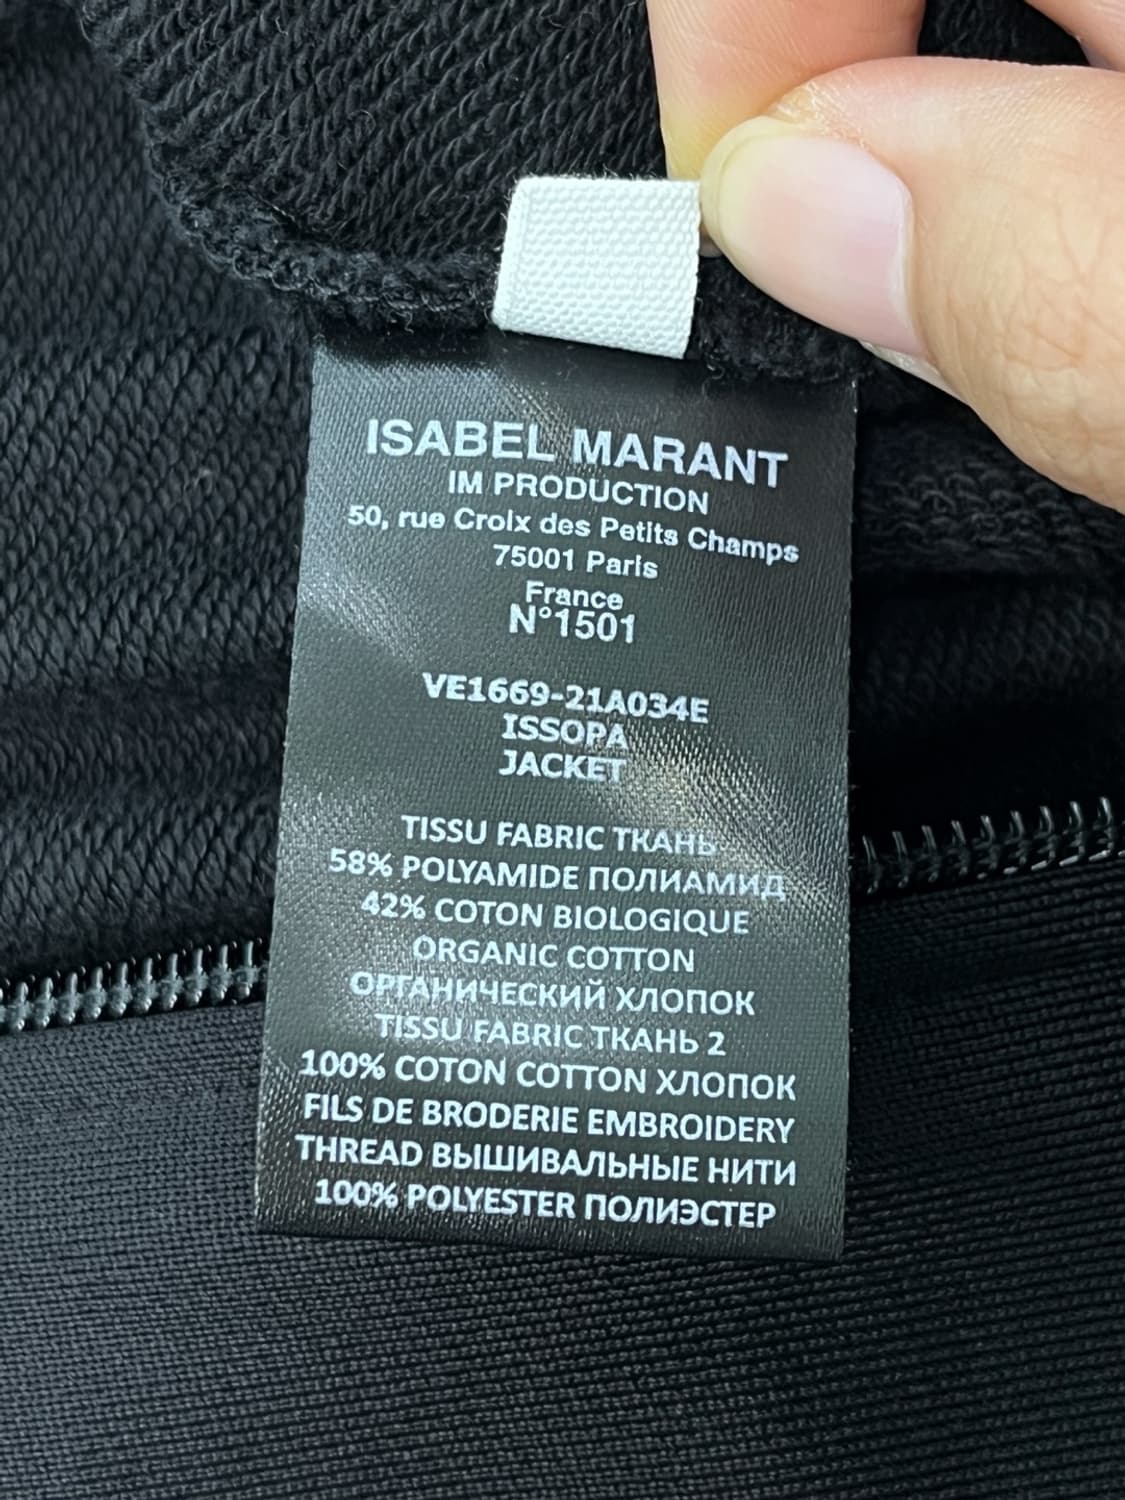 ISABEL MARANT
IM PRODUCTION
50, rue Croix des Petits Champs
75001 Paris
France
N°1501
VE1669-21A034E
ISSOPA
JACKET
TISSU FABRIC ТКАНЬ
58% POLYAMIDE ПОЛИАМИД
42% COTON BIOLOGIQUE
ORGANIC COTTON
ОРГАНИЧЕСКИЙ ХЛОПОК
TISSU FABRIC ТКАНЬ 2
100% COTON COTTON ХЛОПОК
FILS DE BRODERIE EMBROIDERY
THREAD ВЫШИВАЛЬНЫЕ НИТИ
100% POLYESTER ПОЛИЭСТЕР